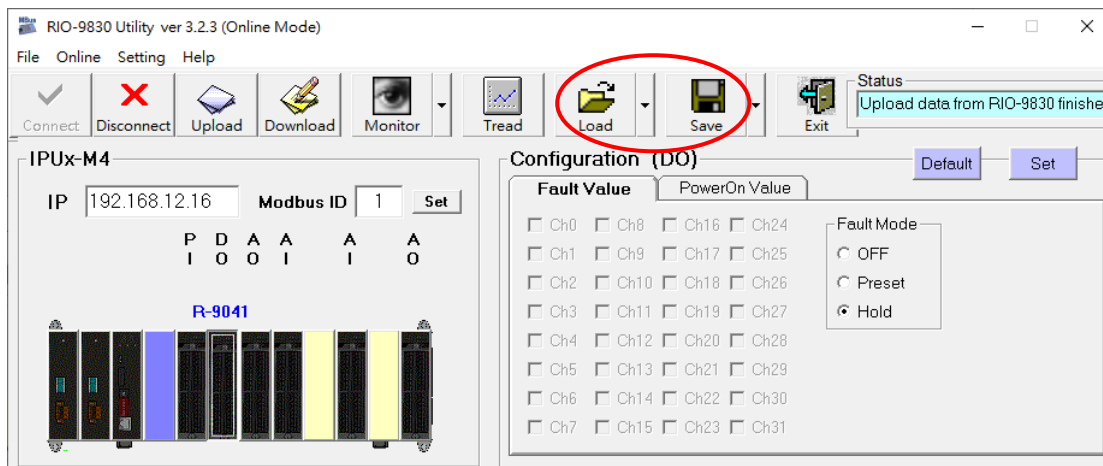 RIO-9830 Utility ver 3.2.3 (Online Mode)
File Online Setting Help
Connect Disconnect Upload Download Monitor Tread Load Save Exit
Status
Upload data from RIO-9830 finishe
IPUx-M4
IP 192.168.12.16 Modbus ID 1 Set
P D A A A A
I O O I I O
R-9041
Configuration (DO)
Default Set
Fault Value PowerOn Value
Ch0 Ch8 Ch16 Ch24
Ch1 Ch9 Ch17 Ch25
Ch2 Ch10 Ch18 Ch26
Ch3 Ch11 Ch19 Ch27
Ch4 Ch12 Ch20 Ch28
Ch5 Ch13 Ch21 Ch29
Ch6 Ch14 Ch22 Ch30
Ch7 Ch15 Ch23 Ch31
Fault Mode
OFF
Preset
Hold